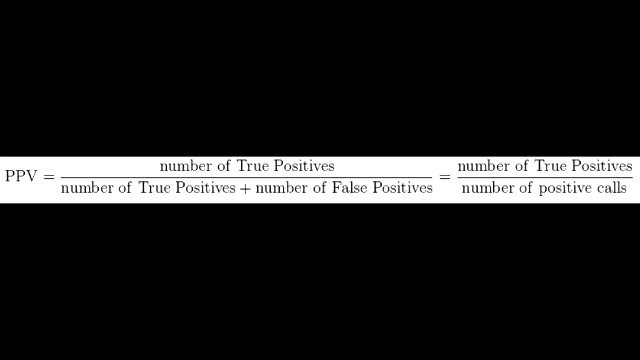 PPV = number of True Positives / number of True Positives + number of False Positives = number of True Positives / number of positive calls